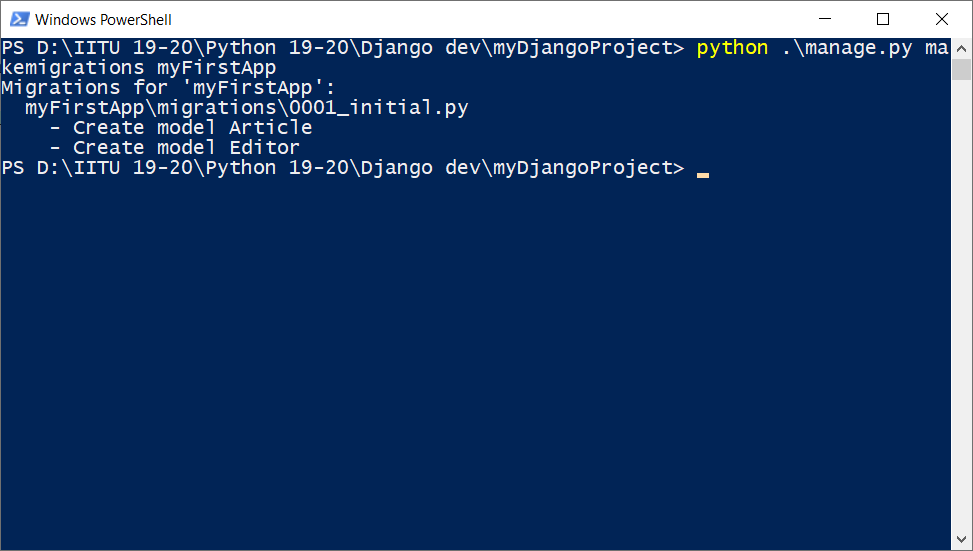 Windows PowerShell
PS D:\IITU 19-20\Python 19-20\Django dev\myDjangoProject> python .\manage.py ma
kemigrations myFirstApp
Migrations for 'myFirstApp':
  myFirstApp\migrations\0001_initial.py
    - Create model Article
    - Create model Editor
PS D:\IITU 19-20\Python 19-20\Django dev\myDjangoProject>